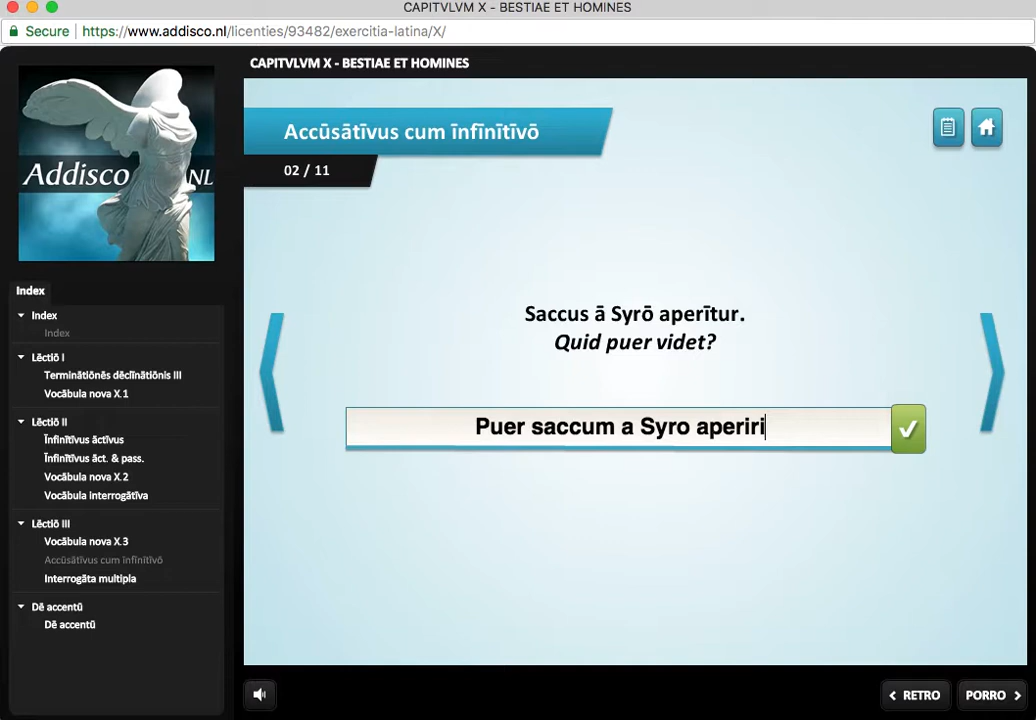 CAPITVLVM X - BESTIAE ET HOMINES
Secure | https://www.addisco.nl/licenties/93482/exercitia-latina/X/
CAPITVLVM X - BESTIAE ET HOMINES
Addisco NL
Accūsātīvus cum īnfīnītīvō
02 / 11
Index
Index
Index
Lēctiō I
Terminātiōnēs dēclīnātiōnis III
Vocābula nova X.1
Lēctiō II
Īnfīnītīvus āctīvus
Īnfīnītīvus āct. & pass.
Vocābula nova X.2
Vocābula interrogātīva
Lēctiō III
Vocābula nova X.3
Accūsātīvus cum īnfīnītīvō
Interrogāta multipla
Dē accentū
Dē accentū
Saccus ā Syrō aperītur.
Quid puer videt?
Puer saccum a Syro aperiri
RETRO
PORRO